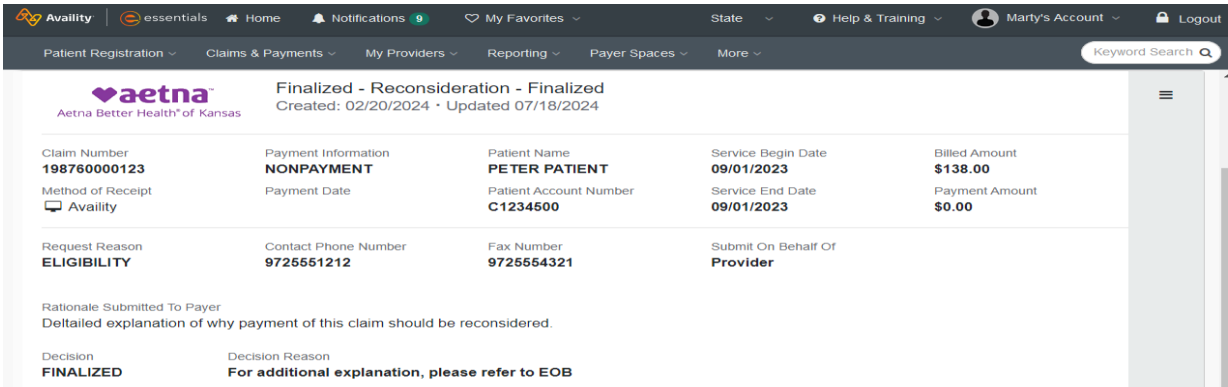 Availity essentials Home Notifications 9 My Favorites State Help & Training Marty's Account Logout
Patient Registration Claims & Payments My Providers Reporting Payer Spaces More Keyword Search
aetna™
Aetna Better Health® of Kansas
Finalized - Reconsideration - Finalized
Created: 02/20/2024 • Updated 07/18/2024
Claim Number Payment Information Patient Name Service Begin Date Billed Amount
198760000123 NONPAYMENT PETER PATIENT 09/01/2023 $138.00
Method of Receipt Payment Date Patient Account Number Service End Date Payment Amount
Availity C1234500 09/01/2023 $0.00
Request Reason Contact Phone Number Fax Number Submit On Behalf Of
ELIGIBILITY 9725551212 9725554321 Provider
Rationale Submitted To Payer
Deltailed explanation of why payment of this claim should be reconsidered.
Decision Decision Reason
FINALIZED For additional explanation, please refer to EOB